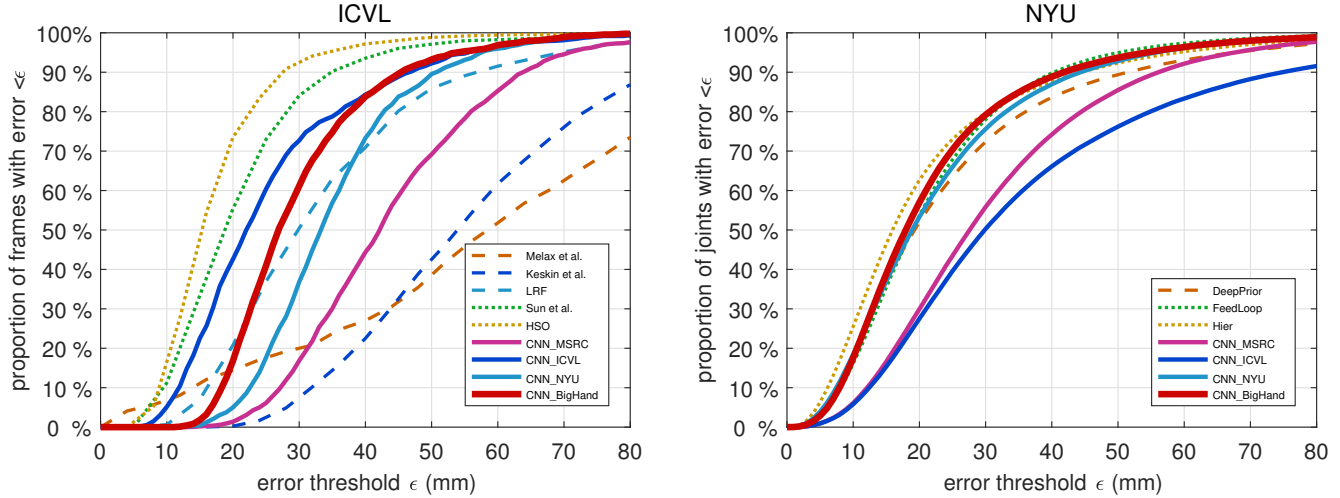 ICVL
100%
90 %
80 %
70 %
60 %
50 %
40 %
30 %
20 %
10 %
0 %
proportion of frames with error <ϵ
0 10 20 30 40 50 60 70 80
error threshold ϵ (mm)
Melax et al.
Keskin et al.
LRF
Sun et al.
HSO
CNN_MSRC
CNN_ICVL
CNN_NYU
CNN_BigHand
NYU
100%
90 %
80 %
70 %
60 %
50 %
40 %
30 %
20 %
10 %
0 %
proportion of joints with error <ϵ
0 10 20 30 40 50 60 70 80
error threshold ϵ (mm)
DeepPrior
FeedLoop
Hier
CNN_MSRC
CNN_ICVL
CNN_NYU
CNN_BigHand